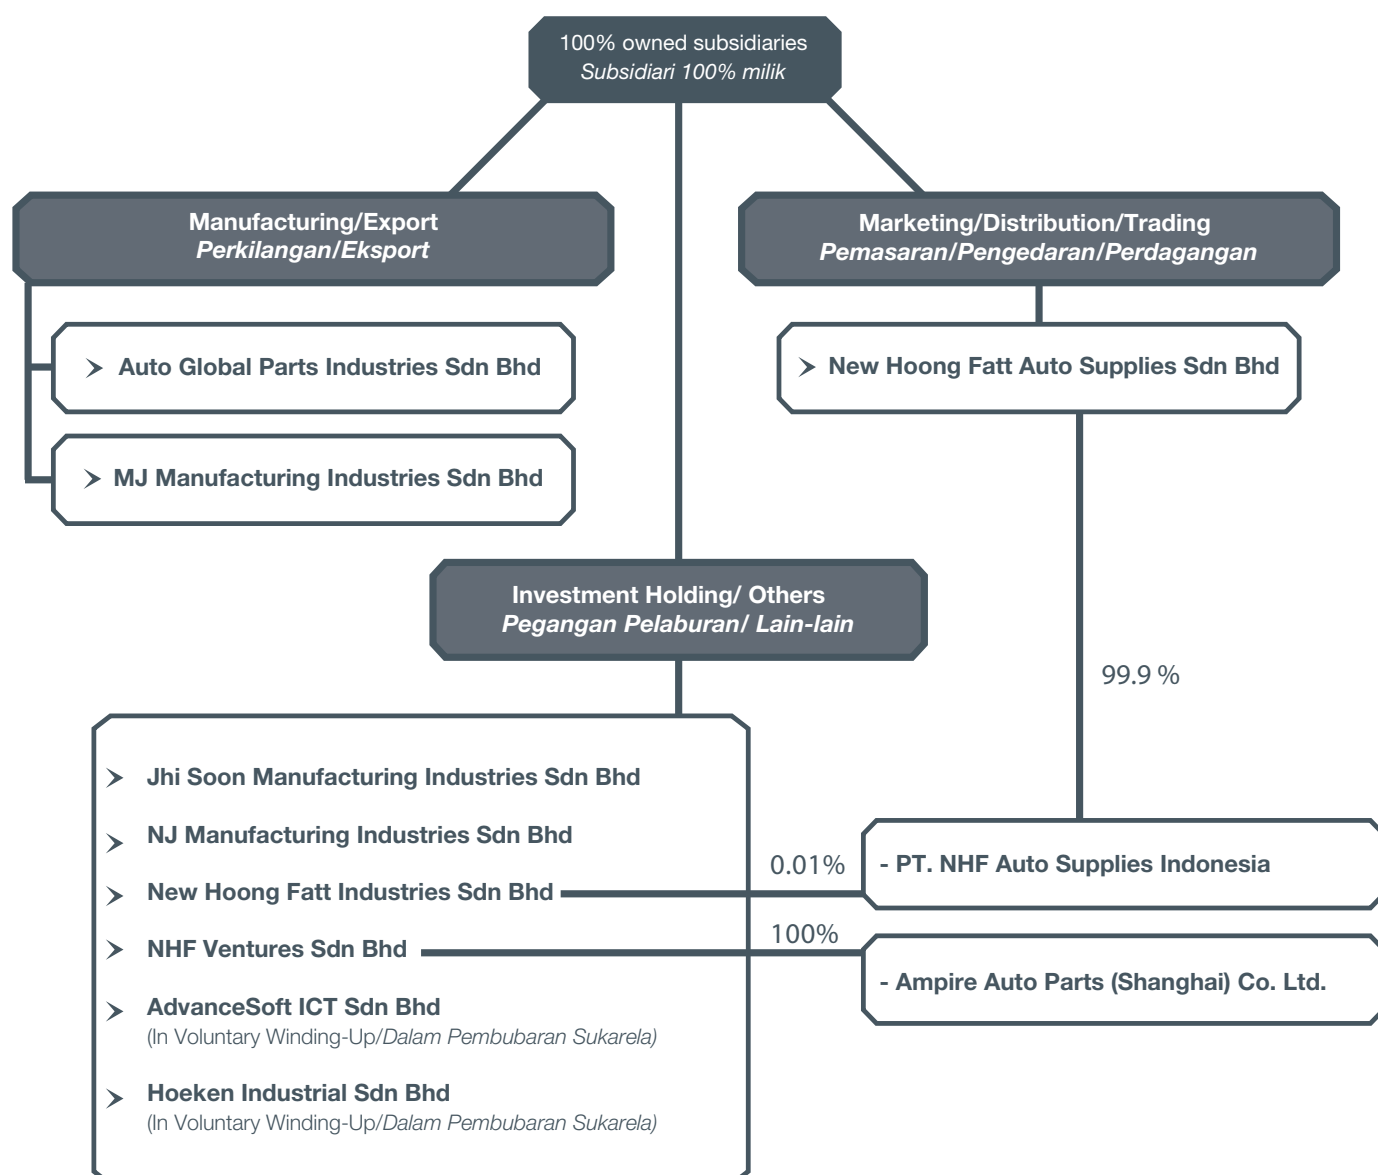 100% owned subsidiaries
Subsidiari 100% milik
Manufacturing/Export
Perkilangan/Eksport
Marketing/Distribution/Trading
Pemasaran/Pengedaran/Perdagangan
Auto Global Parts Industries Sdn Bhd
New Hoong Fatt Auto Supplies Sdn Bhd
MJ Manufacturing Industries Sdn Bhd
Investment Holding/ Others
Pegangan Pelaburan/ Lain-lain
99.9 %
Jhi Soon Manufacturing Industries Sdn Bhd
NJ Manufacturing Industries Sdn Bhd
New Hoong Fatt Industries Sdn Bhd
0.01%
- PT. NHF Auto Supplies Indonesia
NHF Ventures Sdn Bhd
100%
- Ampire Auto Parts (Shanghai) Co. Ltd.
AdvanceSoft ICT Sdn Bhd
(In Voluntary Winding-Up/Dalam Pembubaran Sukarela)
Hoeken Industrial Sdn Bhd
(In Voluntary Winding-Up/Dalam Pembubaran Sukarela)